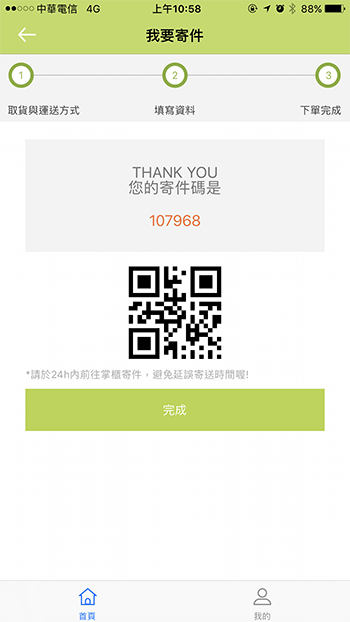 中華電信 4G 上午10:58 88%
我要寄件
1 2 3
取貨與運送方式 填寫資料 下單完成
THANK YOU
您的寄件碼是
107968
*請於24h內前往掌櫃寄件，避免延誤寄送時間喔!
完成
首頁 我的